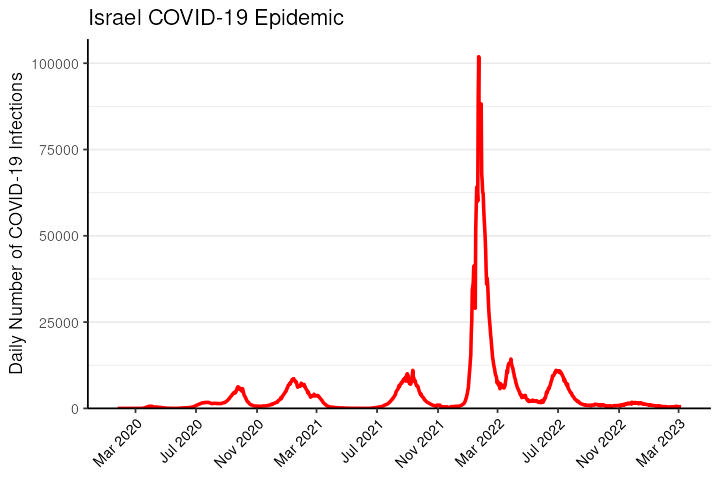 Israel COVID-19 Epidemic
Daily Number of COVID-19 Infections
100000
75000
50000
25000
0
Mar 2020
Jul 2020
Nov 2020
Mar 2021
Jul 2021
Nov 2021
Mar 2022
Jul 2022
Nov 2022
Mar 2023